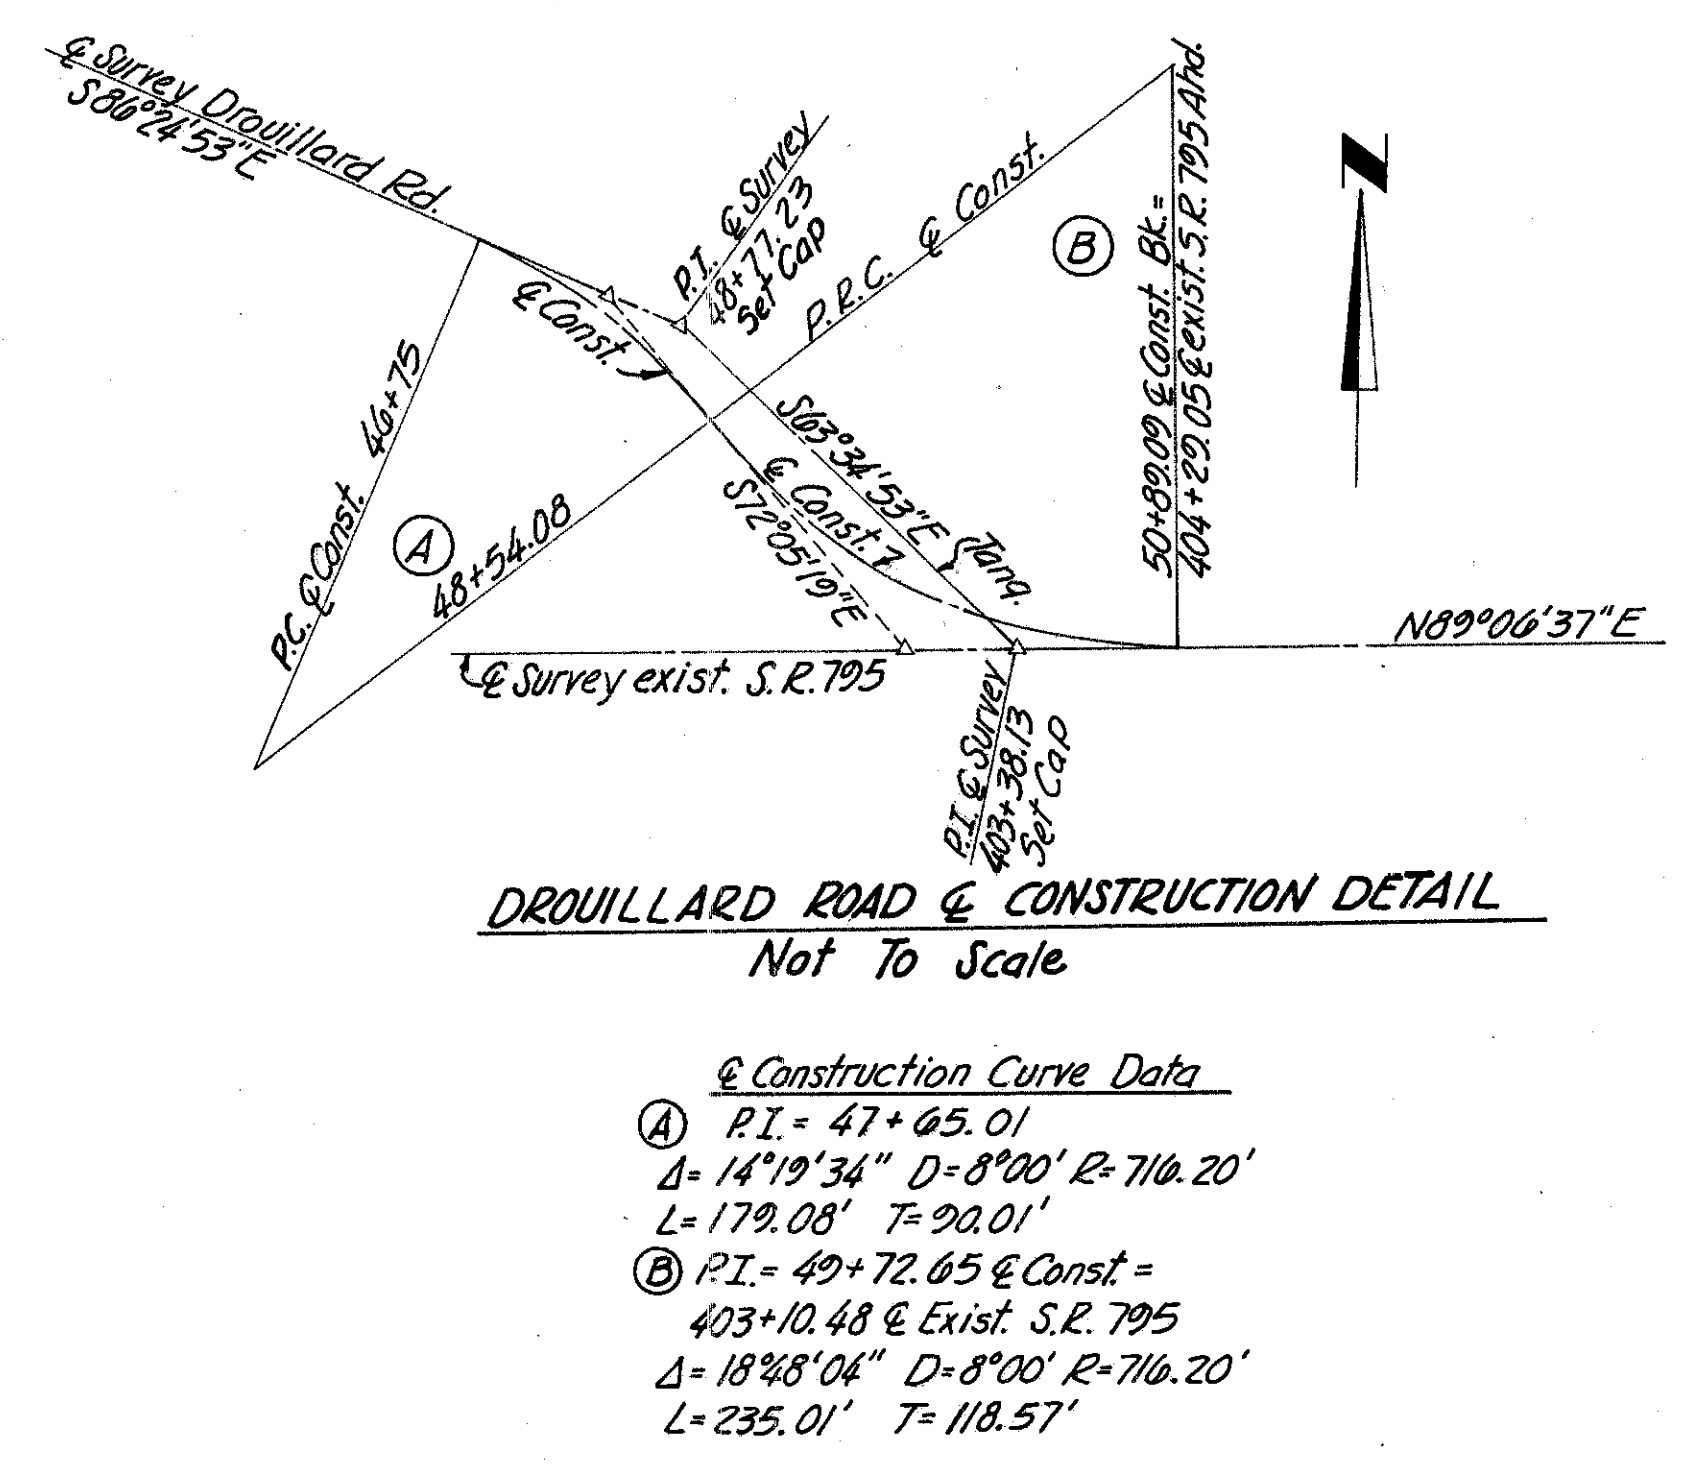 ℄ Survey Drouillard Rd.
S86°24'53"E
P.I. ℄ Survey
48+77.23
Set Cap
P.R.C. ℄ Const.
B
50+89.09 ℄ Const. Bk.=
404+29.05 ℄ exist. S.R. 795 Ahd.
N
℄ Const.
P.C. ℄ Const. 46+75
A
48+54.08
S63°34'53"E
Tang.
℄ Const.
S72°05'19"E
N89°06'37"E
℄ Survey exist. S.R. 795
P.I. ℄ Survey
403+38.13
Set Cap
DROUILLARD ROAD ℄ CONSTRUCTION DETAIL
Not To Scale
℄ Construction Curve Data
A P.I.= 47+65.01
Δ= 14°19'34" D=8°00' R=716.20'
L=179.08' T=90.01'
B P.I.= 49+72.65 ℄ Const.=
403+10.48 ℄ Exist. S.R. 795
Δ=18°48'04" D=8°00' R=716.20'
L=235.01' T=118.57'